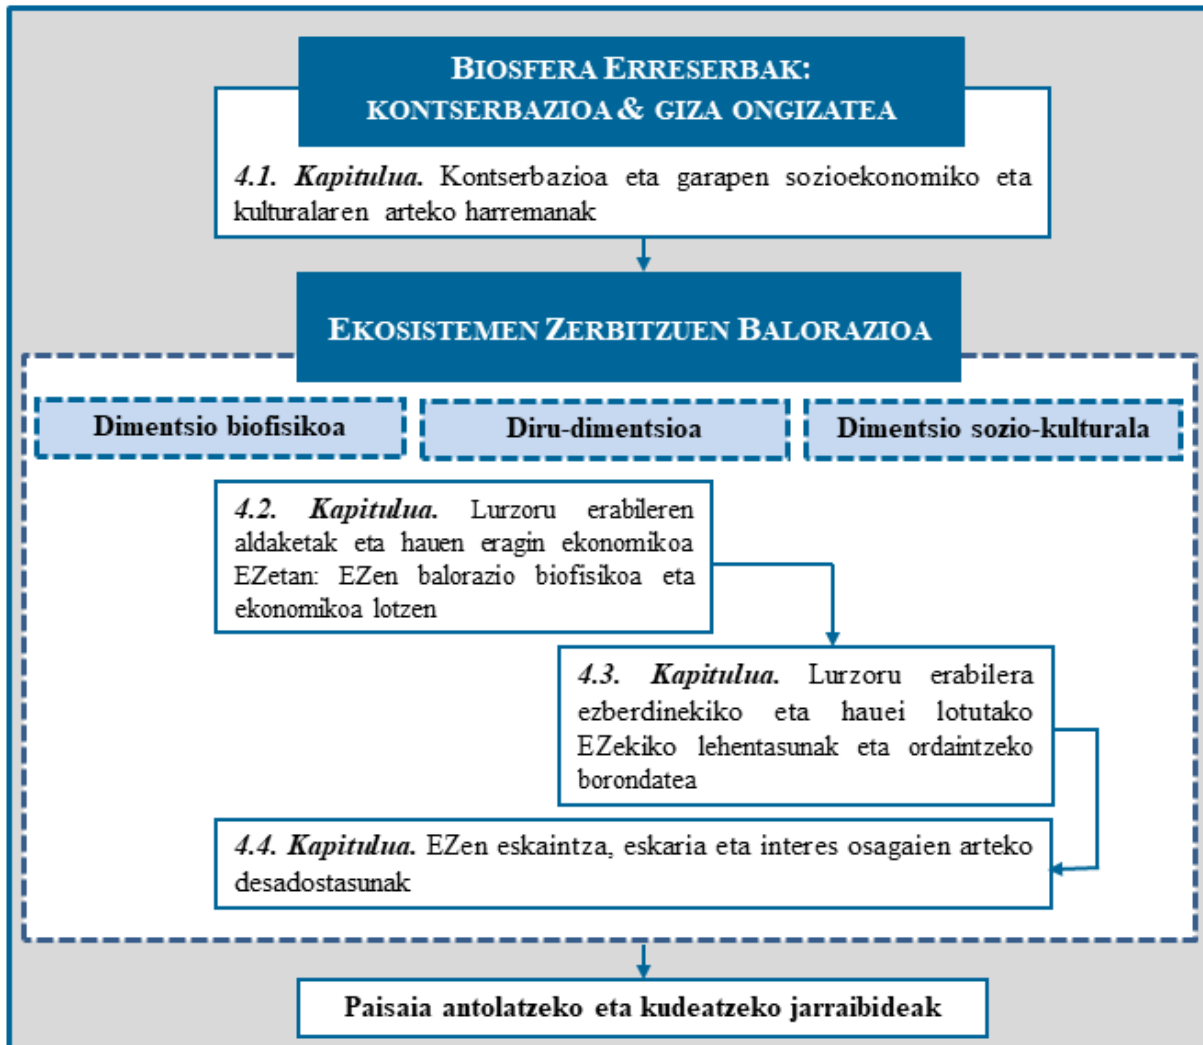 BIOSFERA ERRESERBAK:
KONTSERBAZIOA & GIZA ONGIZATEA
4.1. Kapitulua. Kontserbazioa eta garapen sozioekonomiko eta
kulturalaren arteko harremanak
EKOSISTEMEN ZERBITZUEN BALORAZIOA
Dimentsio biofisikoa
Diru-dimentsioa
Dimentsio sozio-kulturala
4.2. Kapitulua. Lurzoru erabileren
aldaketak eta hauen eragin ekonomikoa
EZetan: EZen balorazio biofisikoa eta
ekonomikoa lotzen
4.3. Kapitulua. Lurzoru erabilera
ezberdinekiko eta hauei lotutako
EZekiko lehentasunak eta ordaintzeko
borondatea
4.4. Kapitulua. EZen eskaintza, eskaria eta interes osagaien arteko
desadostasunak
Paisaia antolatzeko eta kudeatzeko jarraibideak